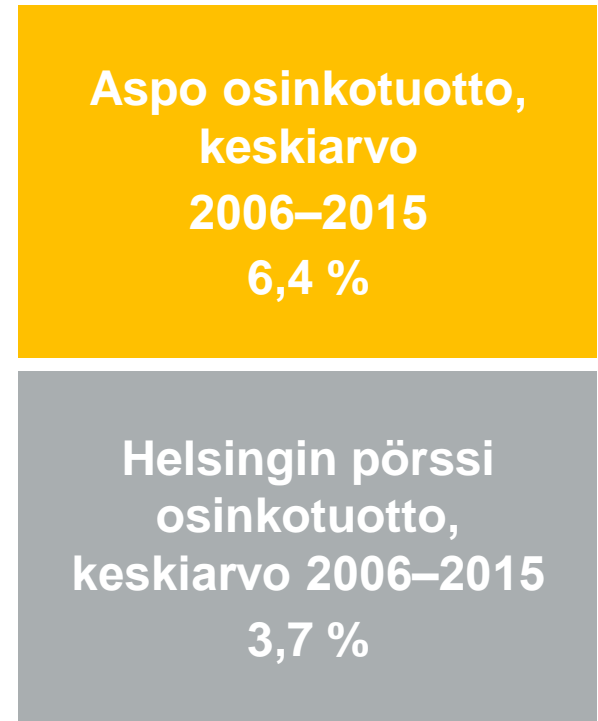 Aspo osinkotuotto,
keskiarvo
2006–2015
6,4 %
Helsingin pörssi
osinkotuotto,
keskiarvo 2006–2015
3,7 %